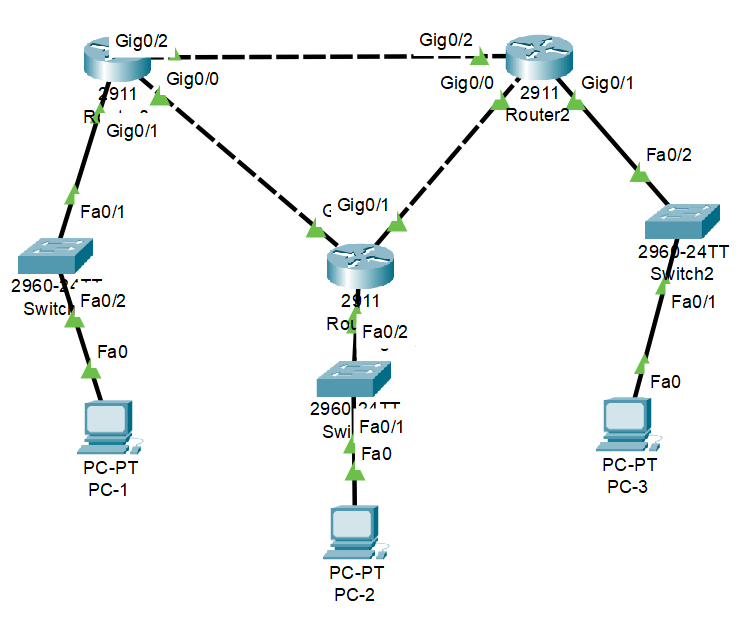 Gig0/2
Gig0/2
Gig0/0
Gig0/0
Gig0/1
2911
2911
Router2
Gig0/1
Fa0/2
Gig0/1
Fa0/1
2960-24TT
Switch2
2911
Fa0/2
Fa0/2
Fa0/1
Fa0
Fa0/1
Fa0
Fa0
PC-PT
PC-1
PC-PT
PC-3
PC-PT
PC-2